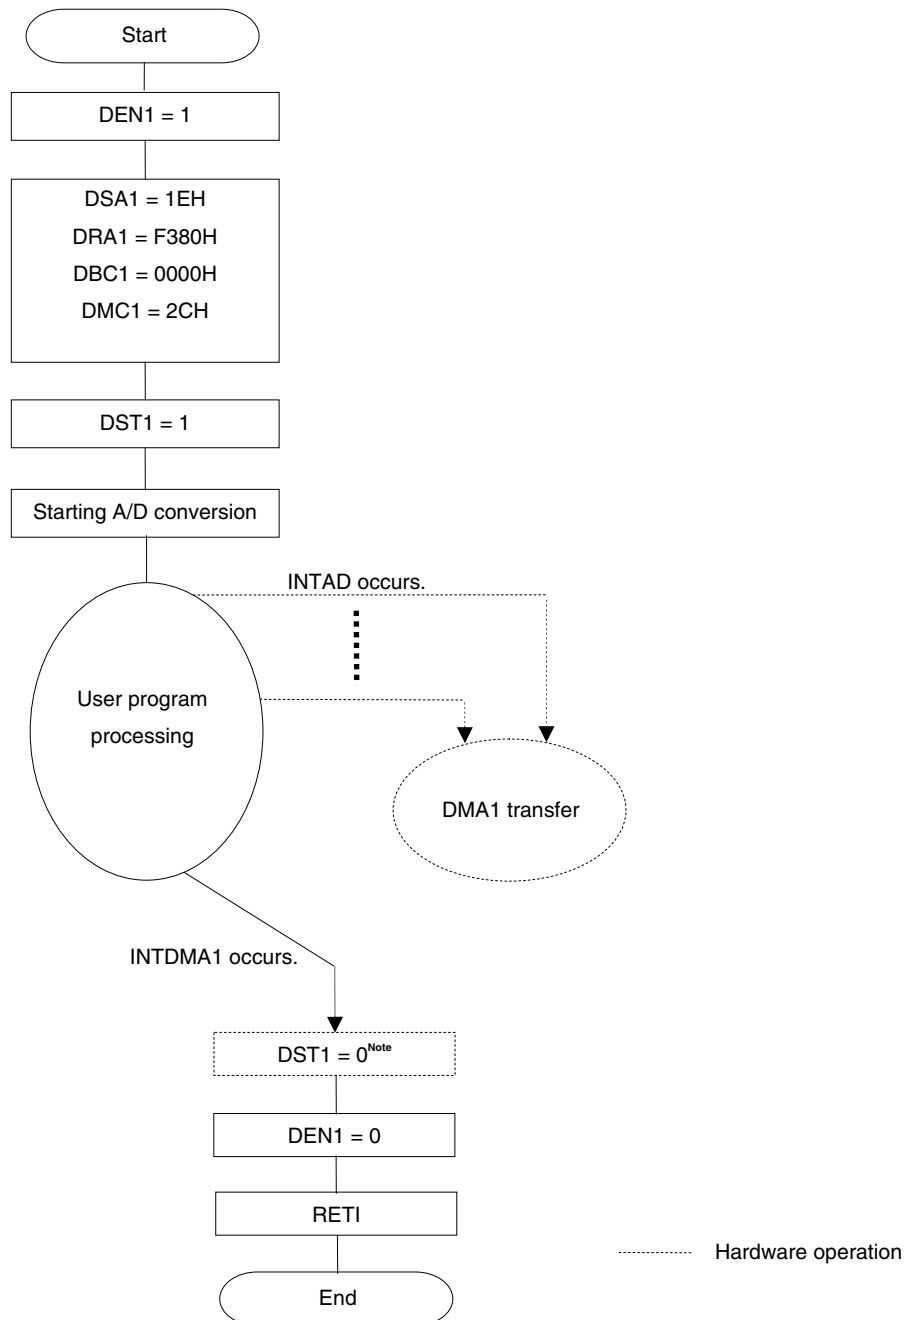 Start
DEN1 = 1
DSA1 = 1EH
DRA1 = F380H
DBC1 = 0000H
DMC1 = 2CH
DST1 = 1
Starting A/D conversion
INTAD occurs.
User program
processing
DMA1 transfer
INTDMA1 occurs.
DST1 = 0Note
DEN1 = 0
RETI
Hardware operation
End